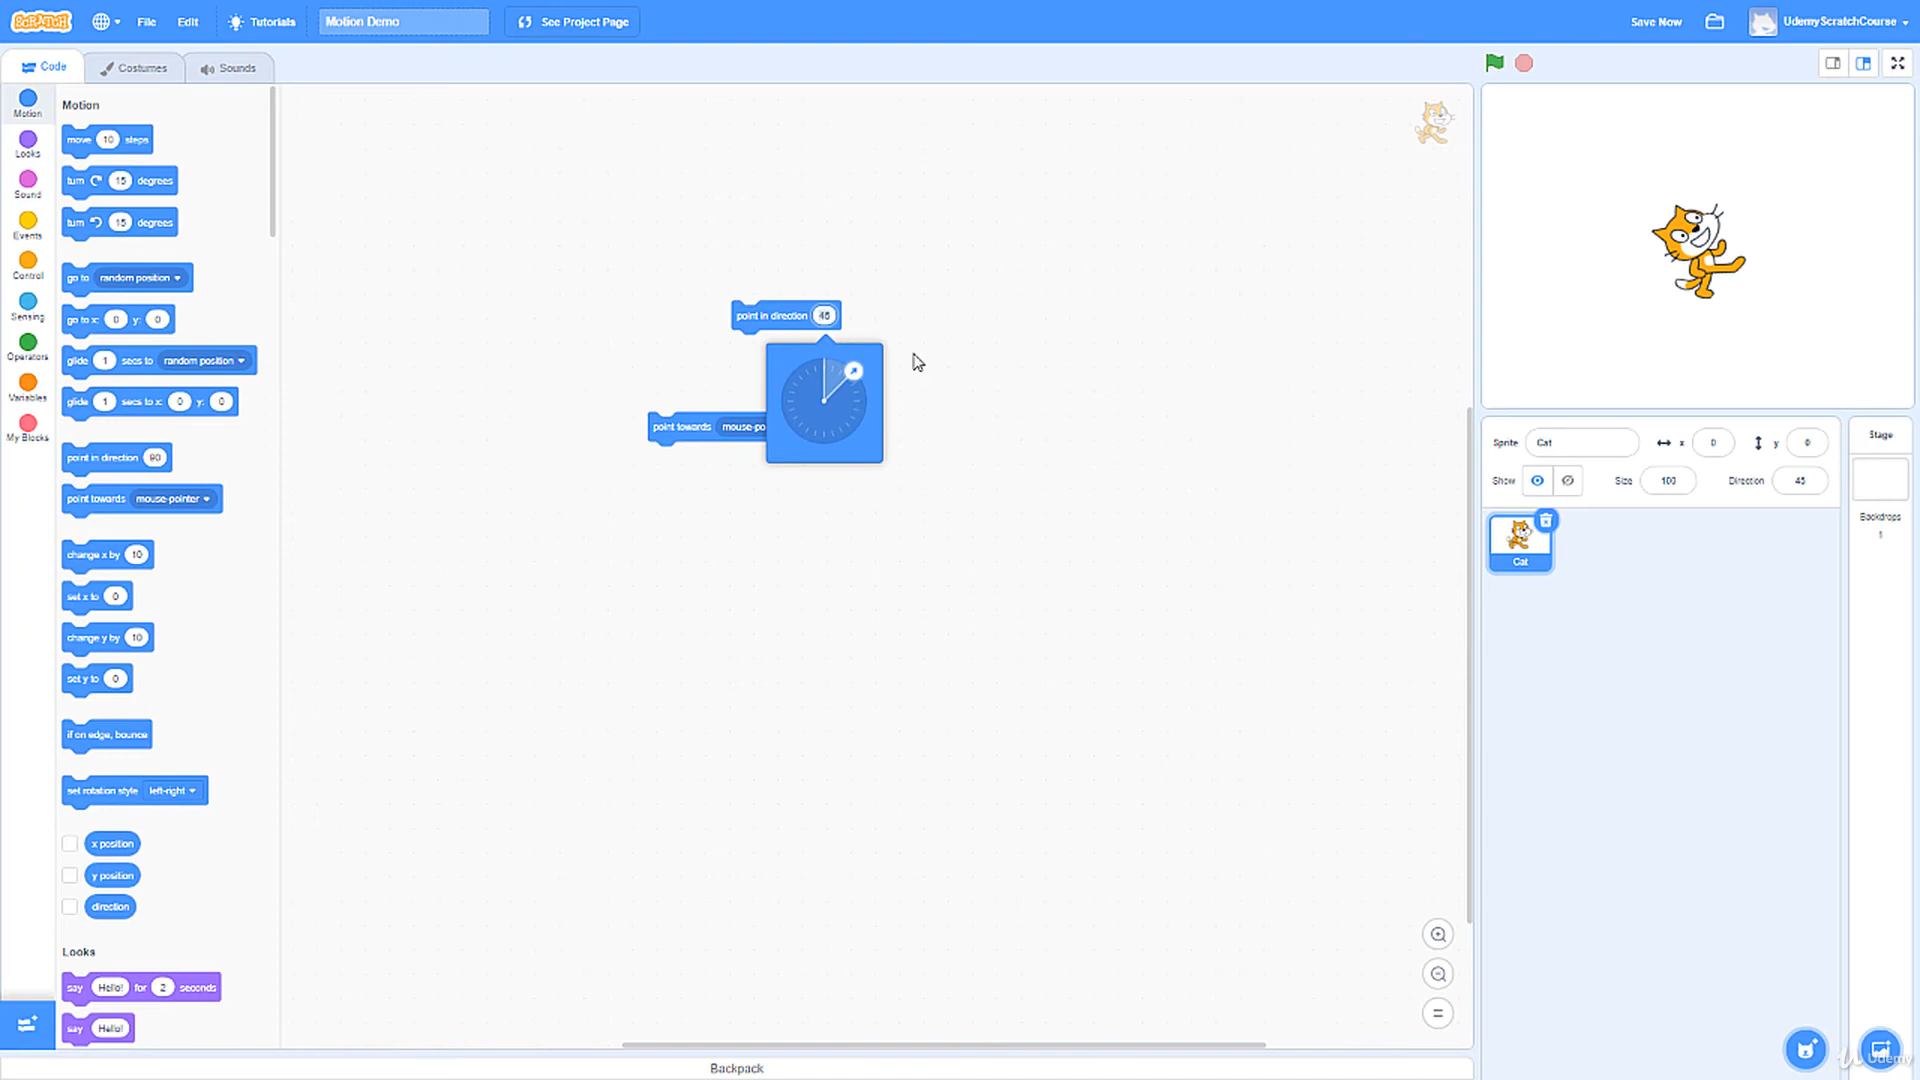 SCRATCH File Edit Tutorials Motion Demo See Project Page Save Now UdemyScratchCourse
Code Costumes Sounds
Motion
Looks
Sound
Events
Control
Sensing
Operators
Variables
My Blocks
Motion
move 10 steps
turn 15 degrees
turn 15 degrees
go to random position
go to x: 0 y: 0
glide 1 secs to random position
glide 1 secs to x: 0 y: 0
point in direction 90
point towards mouse-pointer
change x by 10
set x to 0
change y by 10
set y to 0
if on edge, bounce
set rotation style left-right
x position
y position
direction
Looks
say Hello! for 2 seconds
say Hello!
point in direction 45
point towards mouse-po
Backpack
Sprite Cat x 0 y 0
Show Size 100 Direction 45
Cat
Stage
Backdrops
1
Udemy